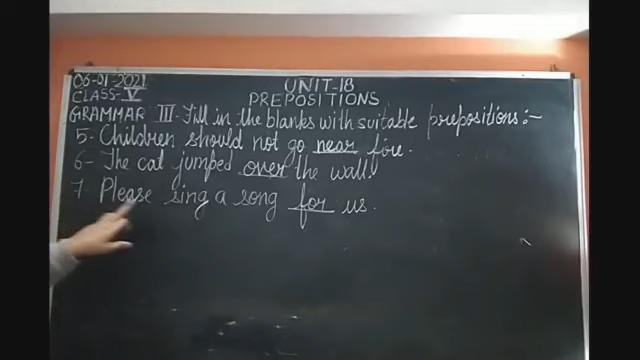 06-01-2021
UNIT-18
CLASS-V
PREPOSITIONS
GRAMMAR III- Fill in the blanks with suitable prepositions:-
5- Children should not go near fire.
6- The cat jumped over the wall
7 Please sing a song for us.